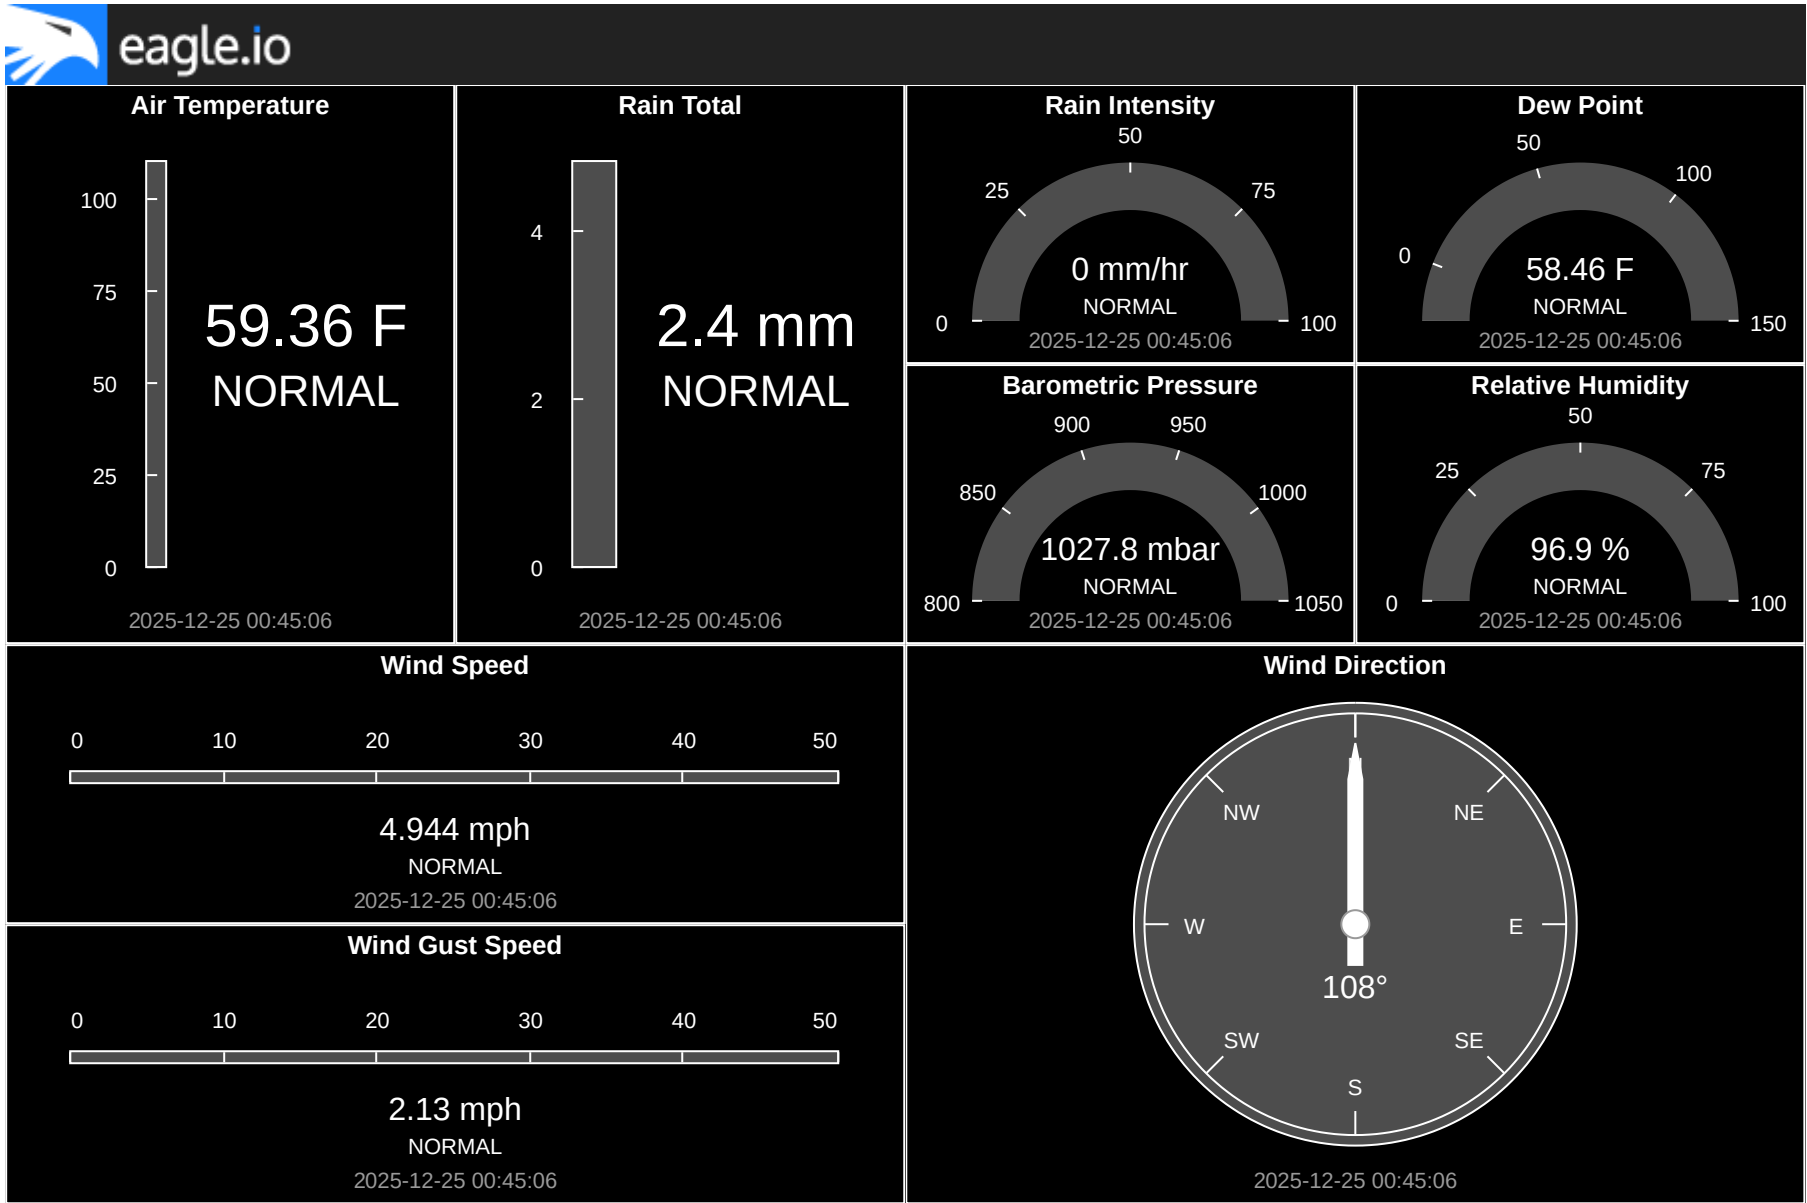 eagle.io
Air Temperature
100
75
50
25
0
59.36 F
NORMAL
2025-12-25 00:45:06
Rain Total
4
2
0
2.4 mm
NORMAL
2025-12-25 00:45:06
Rain Intensity
50
25
75
0
100
0 mm/hr
NORMAL
2025-12-25 00:45:06
Dew Point
50
100
0
150
58.46 F
NORMAL
2025-12-25 00:45:06
Barometric Pressure
900
950
850
1000
800
1050
1027.8 mbar
NORMAL
2025-12-25 00:45:06
Relative Humidity
50
25
75
0
100
96.9 %
NORMAL
2025-12-25 00:45:06
Wind Speed
0 10 20 30 40 50
4.944 mph
NORMAL
2025-12-25 00:45:06
Wind Gust Speed
0 10 20 30 40 50
2.13 mph
NORMAL
2025-12-25 00:45:06
Wind Direction
NW NE
W E
108°
SW SE
S
2025-12-25 00:45:06